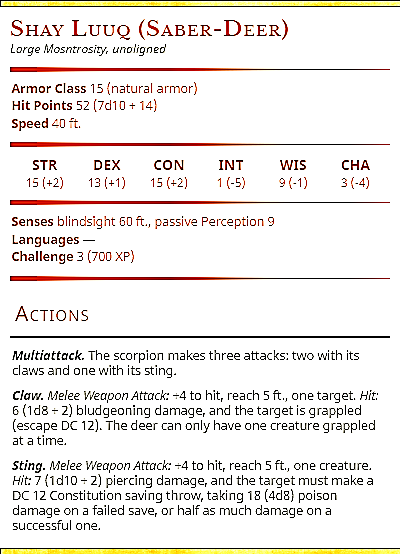 Shay Luuq (Saber-Deer)
Large Mosntrosity, unaligned
Armor Class 15 (natural armor)
Hit Points 52 (7d10 + 14)
Speed 40 ft.
STR DEX CON INT WIS CHA
15 (+2) 13 (+1) 15 (+2) 1 (-5) 9 (-1) 3 (-4)
Senses blindsight 60 ft., passive Perception 9
Languages —
Challenge 3 (700 XP)
Actions
Multiattack. The scorpion makes three attacks: two with its
claws and one with its sting.
Claw. Melee Weapon Attack: +4 to hit, reach 5 ft., one target. Hit:
6 (1d8 + 2) bludgeoning damage, and the target is grappled
(escape DC 12). The deer can only have one creature grappled
at a time.
Sting. Melee Weapon Attack: +4 to hit, reach 5 ft., one creature.
Hit: 7 (1d10 + 2) piercing damage, and the target must make a
DC 12 Constitution saving throw, taking 18 (4d8) poison
damage on a failed save, or half as much damage on a
successful one.